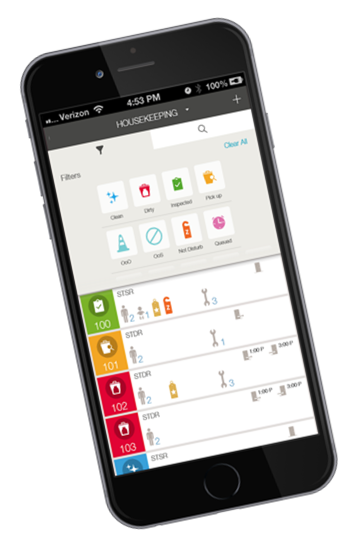 Verizon 4:53 PM 100%
HOUSEKEEPING
Filters Clear All
Clean Dirty Inspected Pick up
OoO OoS Not Disturb Queued
STSR
100 2 1 3
STDR
101 2 1 1:00 P 3:00 P
STDR
102 2 3 1:00 P 3:00 P
STDR
103 2
STSR